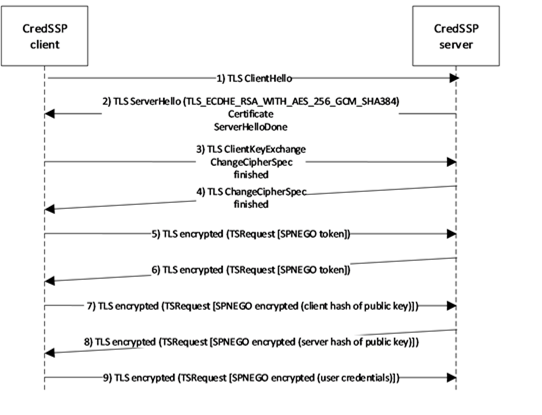 CredSSP
client
CredSSP
server
1) TLS ClientHello
2) TLS ServerHello (TLS_ECDHE_RSA_WITH_AES_256_GCM_SHA384)
Certificate
ServerHelloDone
3) TLS ClientKeyExchange
ChangeCipherSpec
finished
4) TLS ChangeCipherSpec
finished
5) TLS encrypted (TSRequest [SPNEGO token])
6) TLS encrypted (TSRequest [SPNEGO token])
7) TLS encrypted (TSRequest [SPNEGO encrypted (client hash of public key)])
8) TLS encrypted (TSRequest [SPNEGO encrypted (server hash of public key)])
9) TLS encrypted (TSRequest [SPNEGO encrypted (user credentials)])